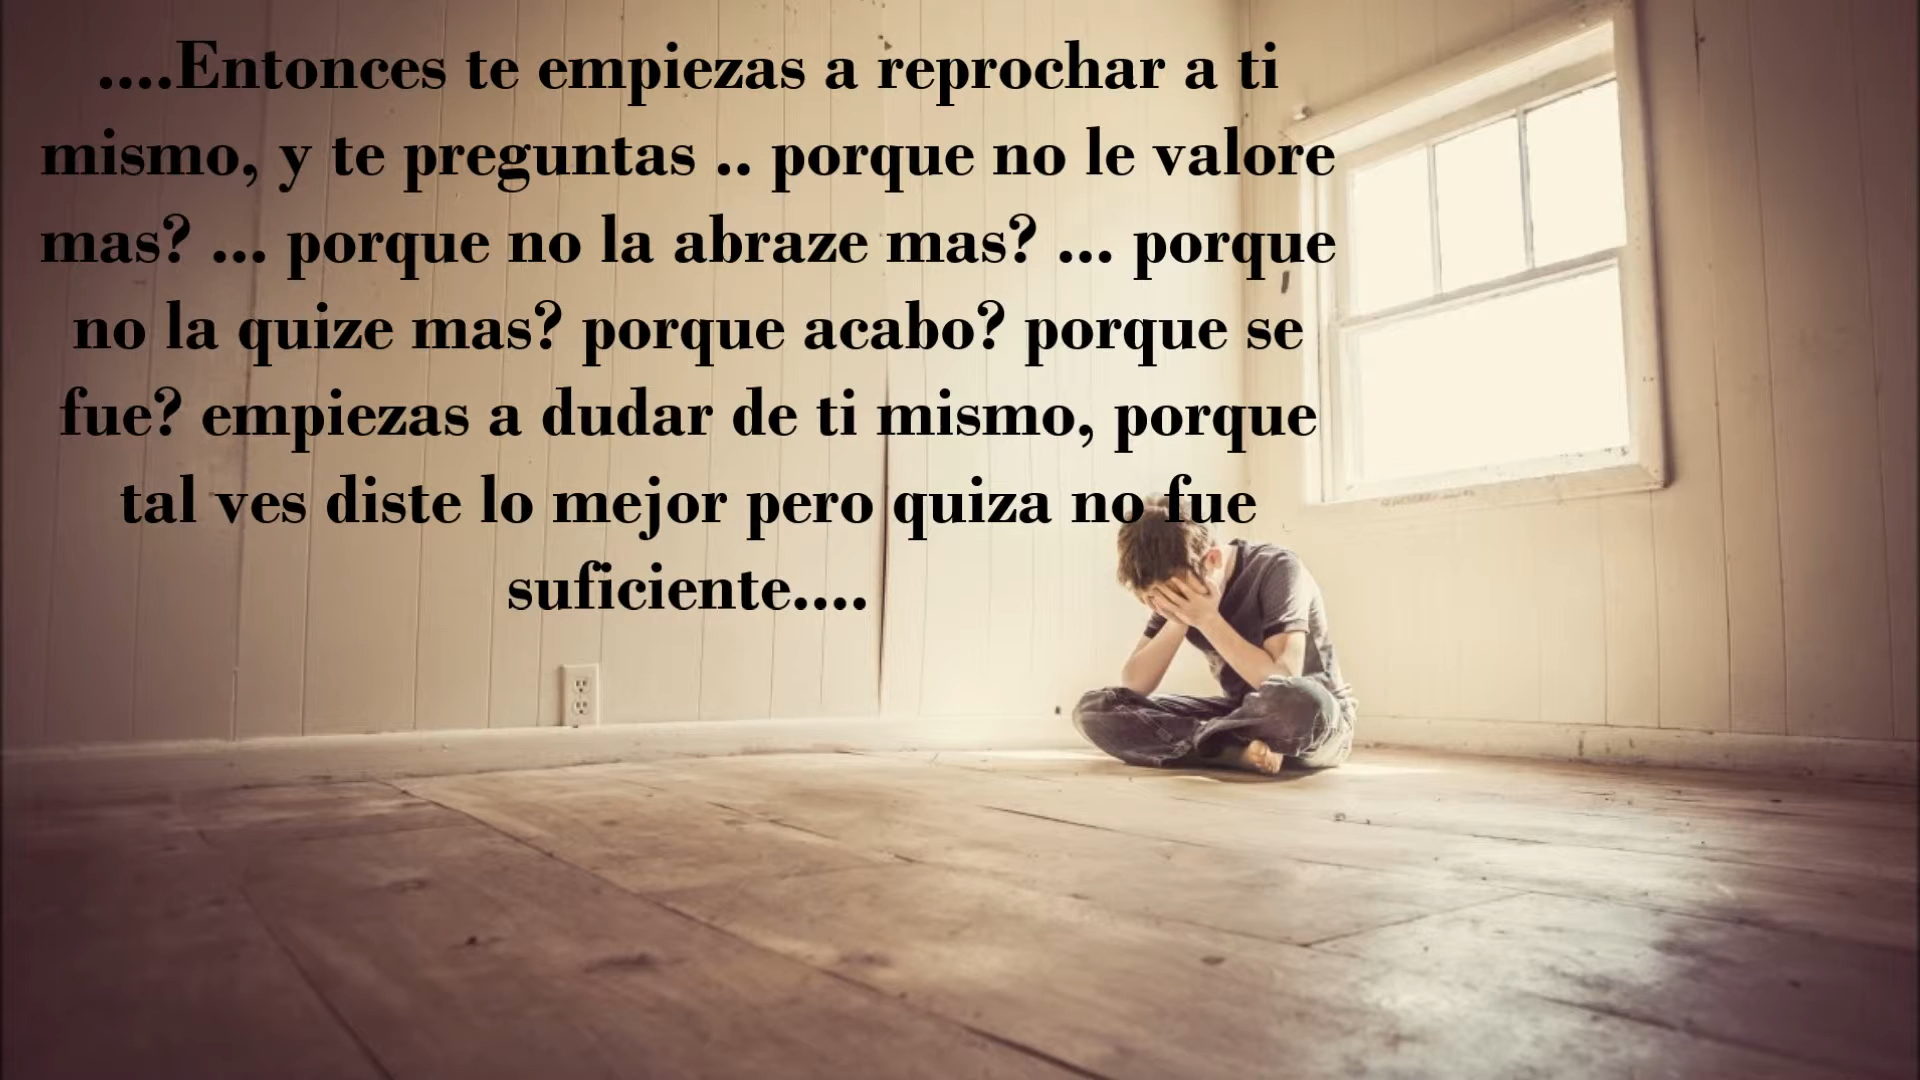 ....Entonces te empiezas a reprochar a ti
mismo, y te preguntas .. porque no le valore
mas? ... porque no la abraze mas? ... porque
no la quize mas? porque acabo? porque se
fue? empiezas a dudar de ti mismo, porque
tal ves diste lo mejor pero quiza no fue
suficiente....